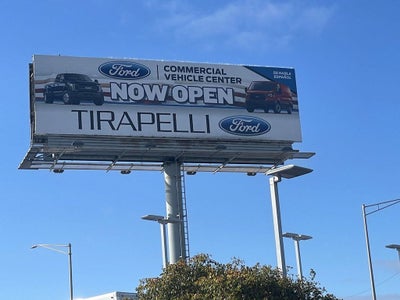 Ford
COMMERCIAL
VEHICLE CENTER
SE HABLA
ESPAÑOL
NOW OPEN
TIRAPELLI
Ford